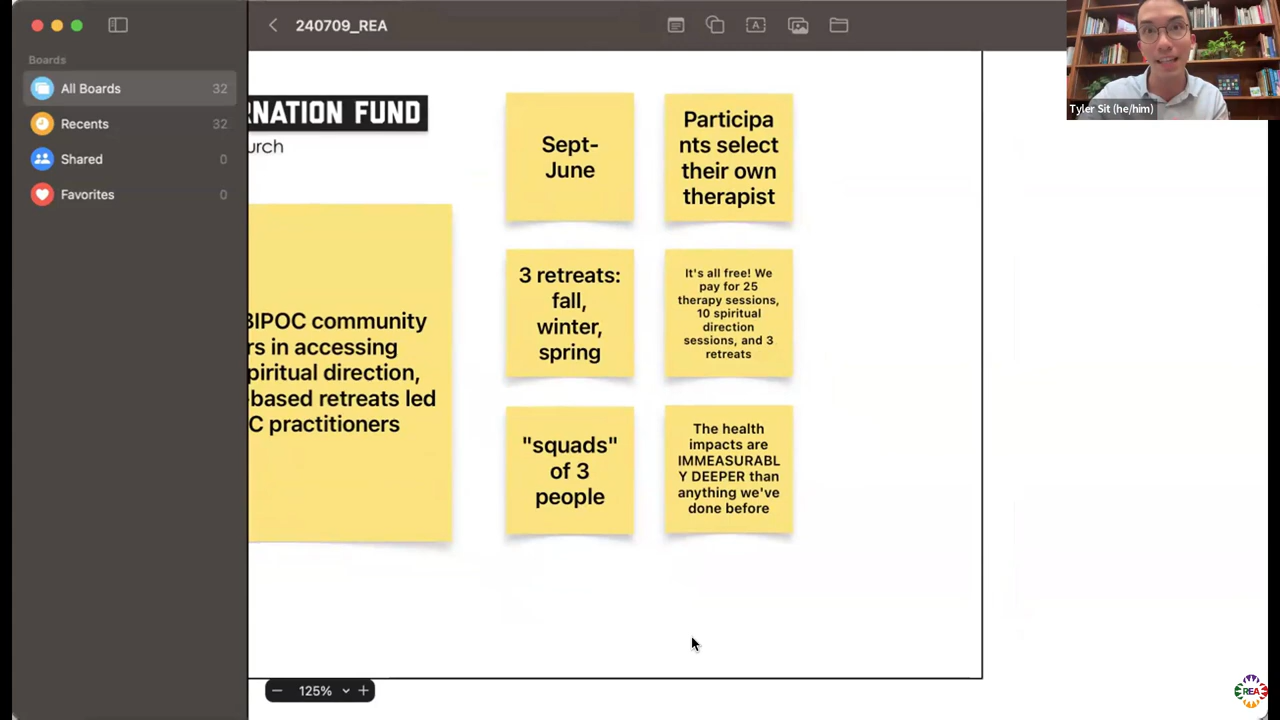 240709_REA
Boards
All Boards 32
Recents 32
Shared 0
Favorites 0
RNATION FUND
urch
BIPOC community
rs in accessing
piritual direction,
-based retreats led
C practitioners
Sept-
June
Participa
nts select
their own
therapist
3 retreats:
fall,
winter,
spring
It's all free! We
pay for 25
therapy sessions,
10 spiritual
direction
sessions, and 3
retreats
"squads"
of 3
people
The health
impacts are
IMMEASURABL
Y DEEPER than
anything we've
done before
125%
Tyler Sit (he/him)
REA